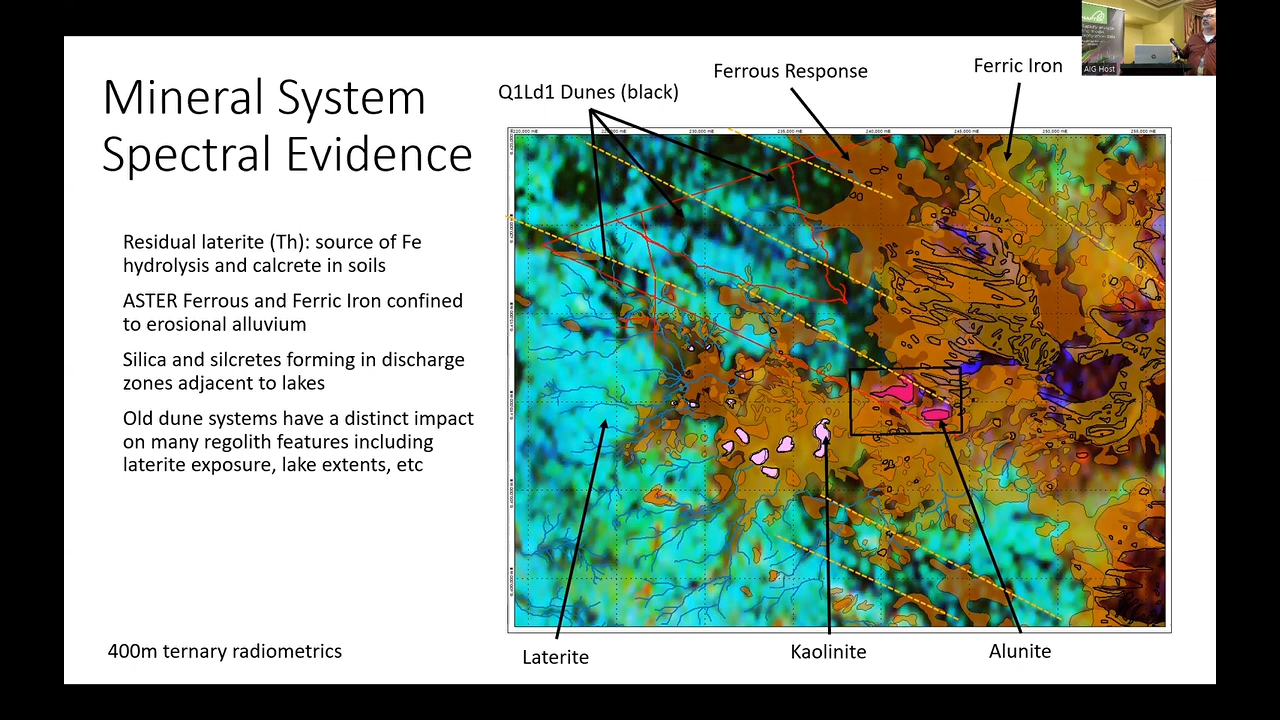 Mineral System
Spectral Evidence
Residual laterite (Th): source of Fe
hydrolysis and calcrete in soils
ASTER Ferrous and Ferric Iron confined
to erosional alluvium
Silica and silcretes forming in discharge
zones adjacent to lakes
Old dune systems have a distinct impact
on many regolith features including
laterite exposure, lake extents, etc
400m ternary radiometrics
Q1Ld1 Dunes (black)
Ferrous Response
Ferric Iron
Laterite
Kaolinite
Alunite
AIG Host